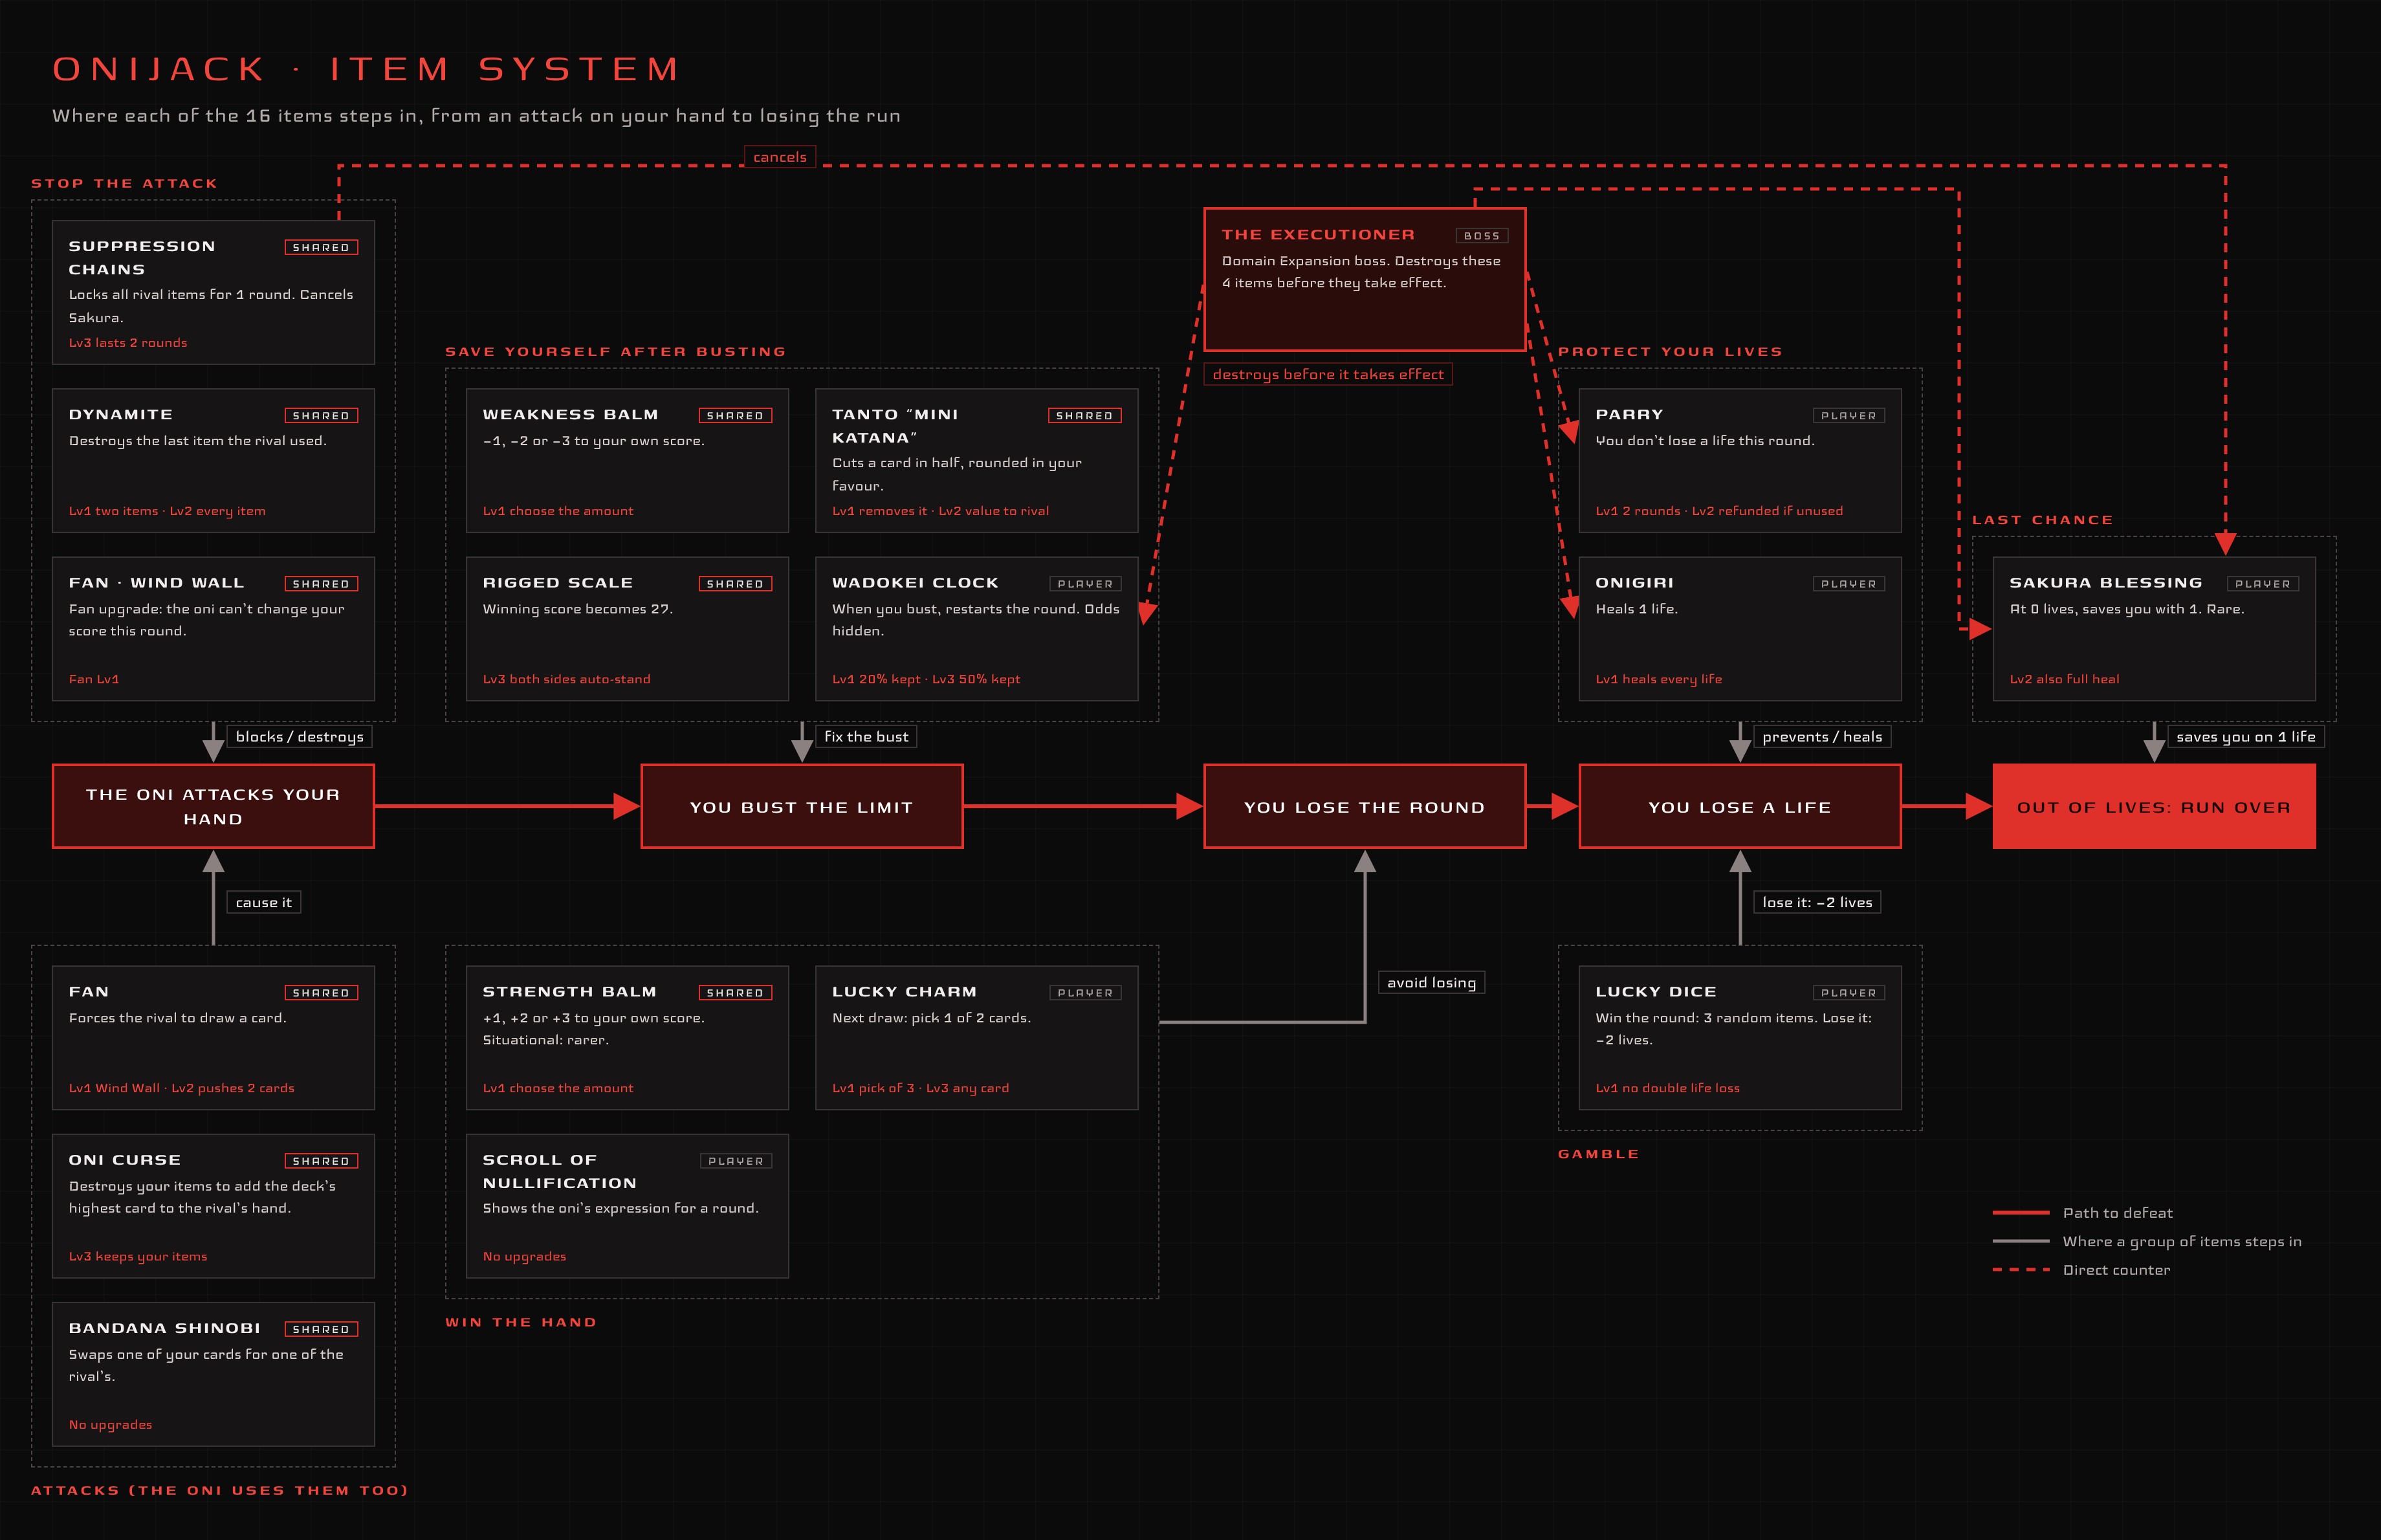 ONIJACK · ITEM SYSTEM
Where each of the 16 items steps in, from an attack on your hand to losing the run
cancels
STOP THE ATTACK
SUPPRESSION
CHAINS
SHARED
Locks all rival items for 1 round. Cancels
Sakura.
Lv3 lasts 2 rounds
DYNAMITE
SHARED
Destroys the last item the rival used.
Lv1 two items · Lv2 every item
FAN · WIND WALL
SHARED
Fan upgrade: the oni can’t change your
score this round.
Fan Lv1
SAVE YOURSELF AFTER BUSTING
WEAKNESS BALM
SHARED
−1, −2 or −3 to your own score.
Lv1 choose the amount
TANTO “MINI
KATANA”
SHARED
Cuts a card in half, rounded in your
favour.
Lv1 removes it · Lv2 value to rival
RIGGED SCALE
SHARED
Winning score becomes 27.
Lv3 both sides auto-stand
WADOKEI CLOCK
PLAYER
When you bust, restarts the round. Odds
hidden.
Lv1 20% kept · Lv3 50% kept
THE EXECUTIONER
BOSS
Domain Expansion boss. Destroys these
4 items before they take effect.
destroys before it takes effect
PROTECT YOUR LIVES
PARRY
PLAYER
You don’t lose a life this round.
Lv1 2 rounds · Lv2 refunded if unused
ONIGIRI
PLAYER
Heals 1 life.
Lv1 heals every life
LAST CHANCE
SAKURA BLESSING
PLAYER
At 0 lives, saves you with 1. Rare.
Lv2 also full heal
blocks / destroys
fix the bust
prevents / heals
saves you on 1 life
THE ONI ATTACKS YOUR
HAND
YOU BUST THE LIMIT
YOU LOSE THE ROUND
YOU LOSE A LIFE
OUT OF LIVES: RUN OVER
cause it
avoid losing
lose it: −2 lives
FAN
SHARED
Forces the rival to draw a card.
Lv1 Wind Wall · Lv2 pushes 2 cards
ONI CURSE
SHARED
Destroys your items to add the deck’s
highest card to the rival’s hand.
Lv3 keeps your items
BANDANA SHINOBI
SHARED
Swaps one of your cards for one of the
rival’s.
No upgrades
ATTACKS (THE ONI USES THEM TOO)
STRENGTH BALM
SHARED
+1, +2 or +3 to your own score.
Situational: rarer.
Lv1 choose the amount
LUCKY CHARM
PLAYER
Next draw: pick 1 of 2 cards.
Lv1 pick of 3 · Lv3 any card
SCROLL OF
NULLIFICATION
PLAYER
Shows the oni’s expression for a round.
No upgrades
WIN THE HAND
LUCKY DICE
PLAYER
Win the round: 3 random items. Lose it:
−2 lives.
Lv1 no double life loss
GAMBLE
Path to defeat
Where a group of items steps in
Direct counter